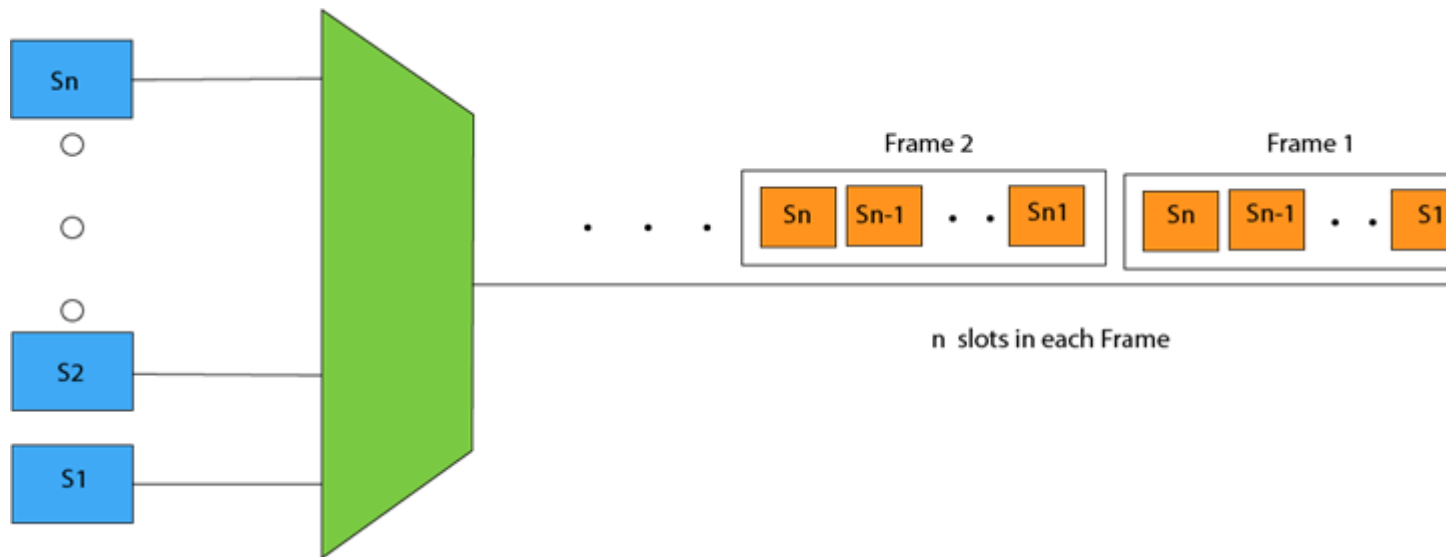 Sn
S2
S1
Frame 2
Sn
Sn-1
Sn1
Frame 1
Sn
Sn-1
S1
n slots in each Frame